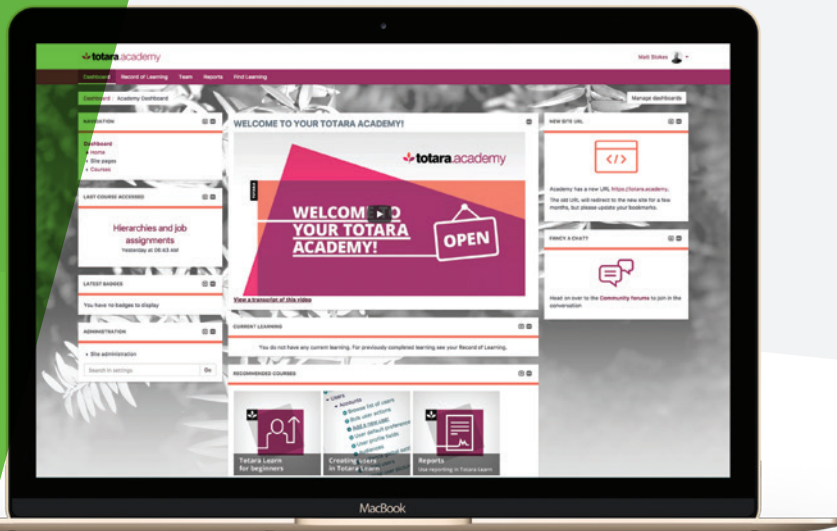 totara.academy
Matt Stokes
Dashboard Record of Learning Team Reports Find Learning
Dashboard / Academy Dashboard
Manage dashboards
NAVIGATION
Dashboard
Home
Site pages
Courses
LAST COURSE ACCESSED
Hierarchies and job
assignments
Yesterday at 06:43 AM
LATEST BADGES
You have no badges to display
ADMINISTRATION
Site administration
Search in settings
Go
WELCOME TO YOUR TOTARA ACADEMY!
totara.academy
TOTARA
WELCOME TO
YOUR TOTARA
ACADEMY!
OPEN
View a transcript of this video
CURRENT LEARNING
You do not have any current learning. For previously completed learning see your Record of Learning.
RECOMMENDED COURSES
Totara Learn
for beginners
Users
Accounts
Browse list of users
Bulk user actions
Add a new user
User default preference
User profile fields
Audiences
Creating users
in Totara Learn
Reports
Use reporting in Totara Learn
NEW SITE URL
</>
Academy has a new URL https://totara.academy.
The old URL will redirect to the new site for a few
months, but please update your bookmarks.
FANCY A CHAT?
Head on over to the Community forums to join in the
conversation
MacBook